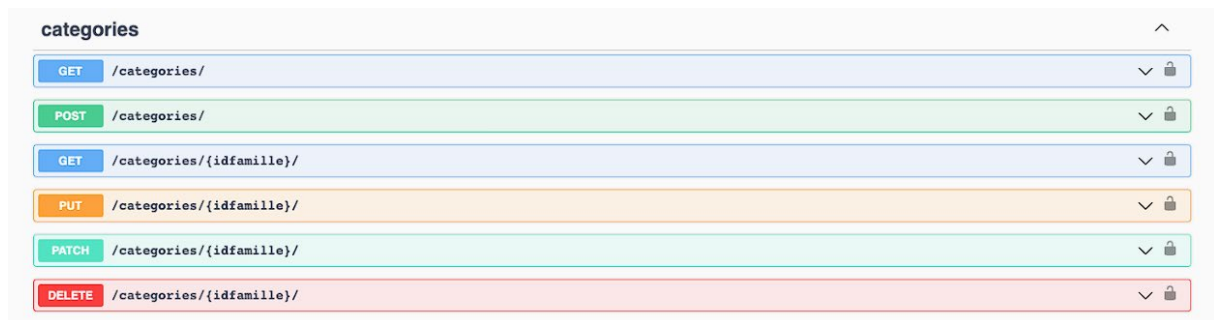 categories
GET /categories/
POST /categories/
GET /categories/{idfamille}/
PUT /categories/{idfamille}/
PATCH /categories/{idfamille}/
DELETE /categories/{idfamille}/